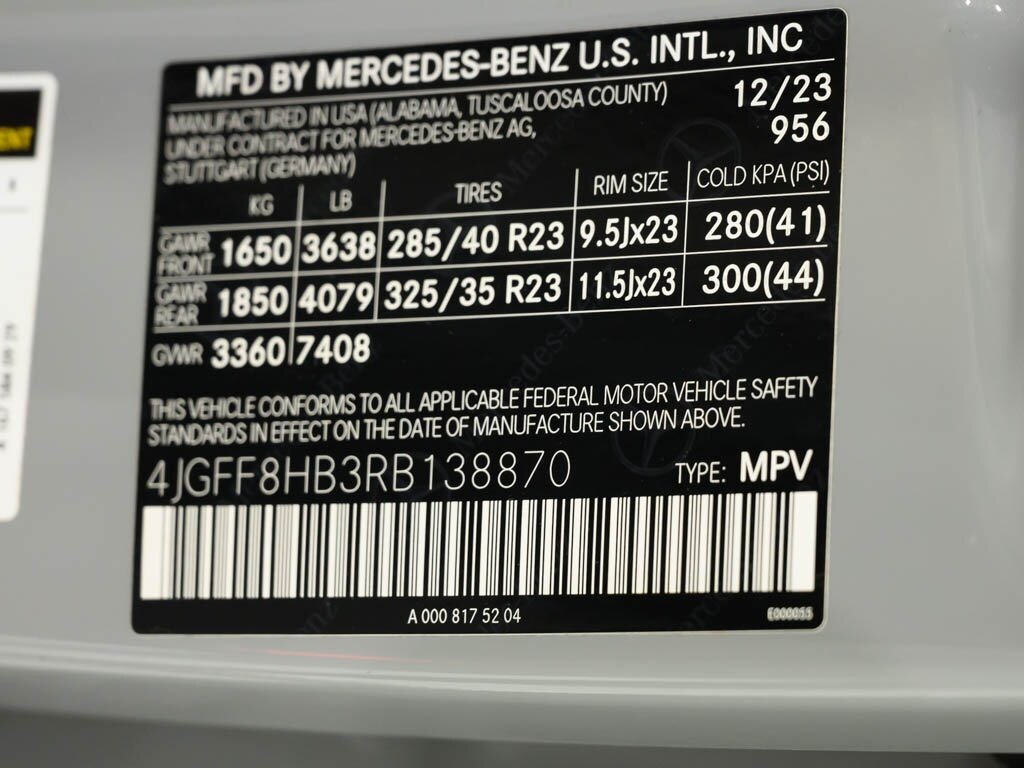 MFD BY MERCEDES-BENZ U.S. INTL., INC
MANUFACTURED IN USA (ALABAMA, TUSCALOOSA COUNTY)
UNDER CONTRACT FOR MERCEDES-BENZ AG,
STUTTGART (GERMANY)
12/23
956
KG LB TIRES RIM SIZE COLD KPA (PSI)
GAWR FRONT 1650 3638 285/40 R23 9.5Jx23 280(41)
GAWR REAR 1850 4079 325/35 R23 11.5Jx23 300(44)
GVWR 3360 7408
THIS VEHICLE CONFORMS TO ALL APPLICABLE FEDERAL MOTOR VEHICLE SAFETY
STANDARDS IN EFFECT ON THE DATE OF MANUFACTURE SHOWN ABOVE.
4JGFF8HB3RB138870 TYPE: MPV
A 000 817 52 04
E000055